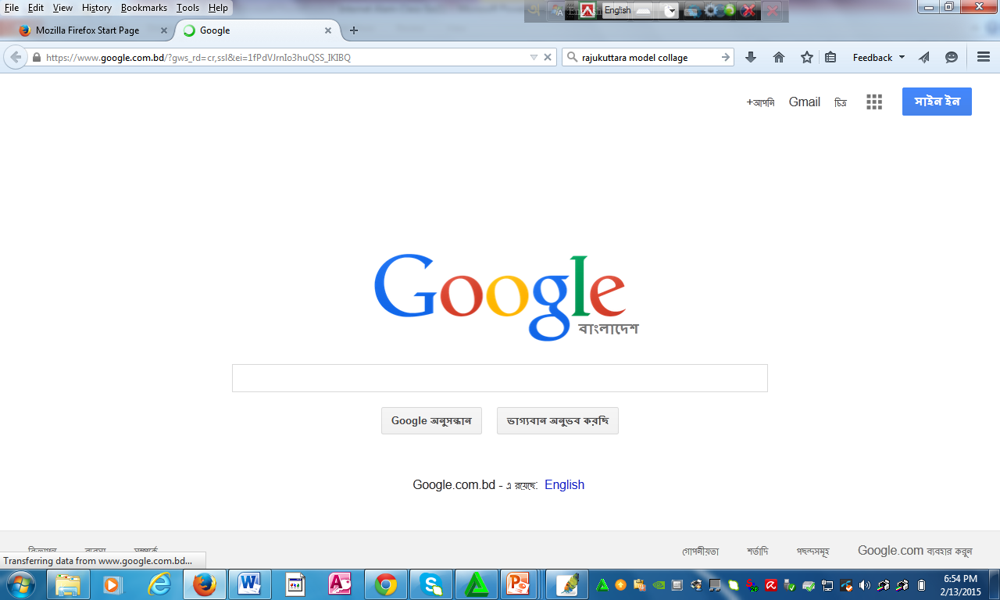 File Edit View History Bookmarks Tools Help
English
Mozilla Firefox Start Page
Google
https://www.google.com.bd/?gws_rd=cr,ssl&ei=1fPdVJrnIo3huQSS_IKIBQ
rajukuttara model collage
Feedback
+আপনি Gmail চিত্র সাইন ইন
Google
বাংলাদেশ
Google অনুসন্ধান ভাগ্যবান অনুভব করছি
Google.com.bd - এ রয়েছে: English
গোপনীয়তা শর্তাদি পছন্দসমূহ Google.com ব্যবহার করুন
Transferring data from www.google.com.bd...
6:54 PM
2/13/2015